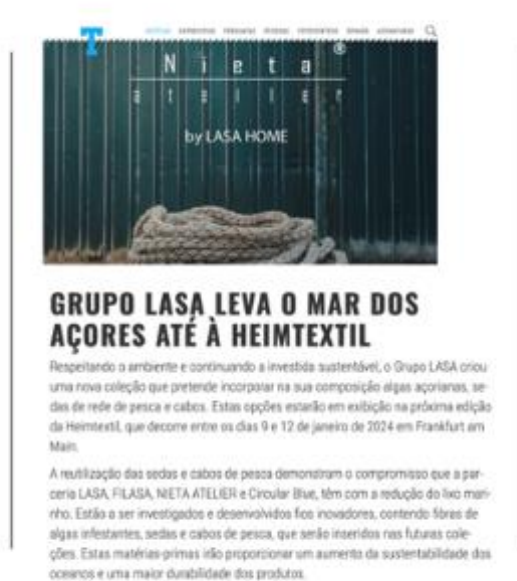 T
Nieta®
atelier
by LASA HOME
GRUPO LASA LEVA O MAR DOS
AÇORES ATÉ À HEIMTEXTIL
Respeitando o ambiente e continuando a investida sustentável, o Grupo LASA criou
uma nova coleção que pretende incorporar na sua composição algas açorianas, se-
das de rede de pesca e cabos. Estas opções estarão em exibição na próxima edição
da Heimtextil, que decorre entre os dias 9 e 12 de janeiro de 2024 em Frankfurt am
Main.
A reutilização das sedas e cabos de pesca demonstram o compromisso que a par-
ceria LASA, FILASA, NIETA ATELIER e Circular Blue, têm com a redução do lixo mari-
nho. Estão a ser investigados e desenvolvidos fios inovadores, contendo fibras de
algas infestantes, sedas e cabos de pesca, que serão inseridos nas futuras cole-
ções. Estas matérias-primas irão proporcionar um aumento da sustentabilidade dos
oceanos e uma maior durabilidade dos produtos.